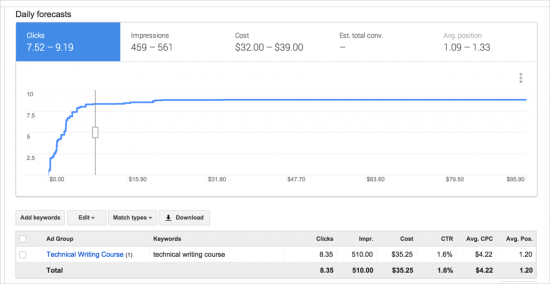 Daily forecasts
Clicks Impressions Cost Est. total conv. Avg. position
7.52 – 9.19 459 – 561 $32.00 – $39.00 – 1.09 – 1.33
10
7.5
5
2.5
$0.00 $15.90 $31.80 $47.70 $63.60 $79.50 $95.90
Add keywords Edit Match types Download
Ad Group Keywords Clicks Impr. Cost CTR Avg. CPC Avg. Pos.
Technical Writing Course (1) technical writing course 8.35 510.00 $35.25 1.6% $4.22 1.20
Total 8.35 510.00 $35.25 1.6% $4.22 1.20